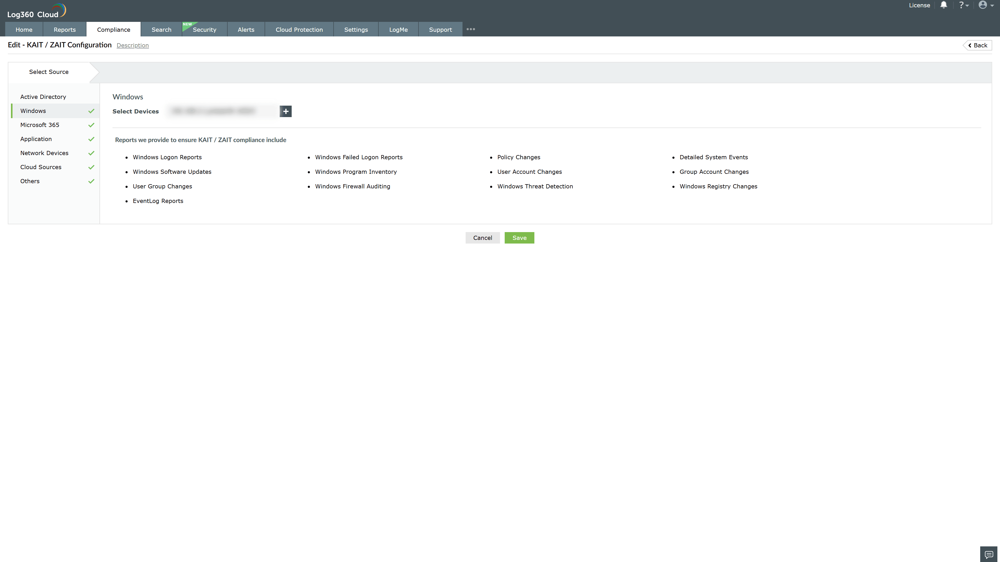 License
?
Log360 Cloud
Home Reports Compliance Search NEW Security Alerts Cloud Protection Settings LogMe Support
Edit - KAIT / ZAIT Configuration Description Back
Select Source
Active Directory
Windows
Microsoft 365
Application
Network Devices
Cloud Sources
Others
Windows
Select Devices
Reports we provide to ensure KAIT / ZAIT compliance include
Windows Logon Reports Windows Failed Logon Reports Policy Changes Detailed System Events
Windows Software Updates Windows Program Inventory User Account Changes Group Account Changes
User Group Changes Windows Firewall Auditing Windows Threat Detection Windows Registry Changes
EventLog Reports
Cancel Save